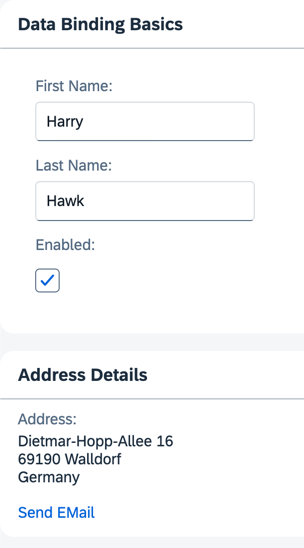 Data Binding Basics
First Name:
Harry
Last Name:
Hawk
Enabled:
Address Details
Address:
Dietmar-Hopp-Allee 16
69190 Walldorf
Germany
Send EMail